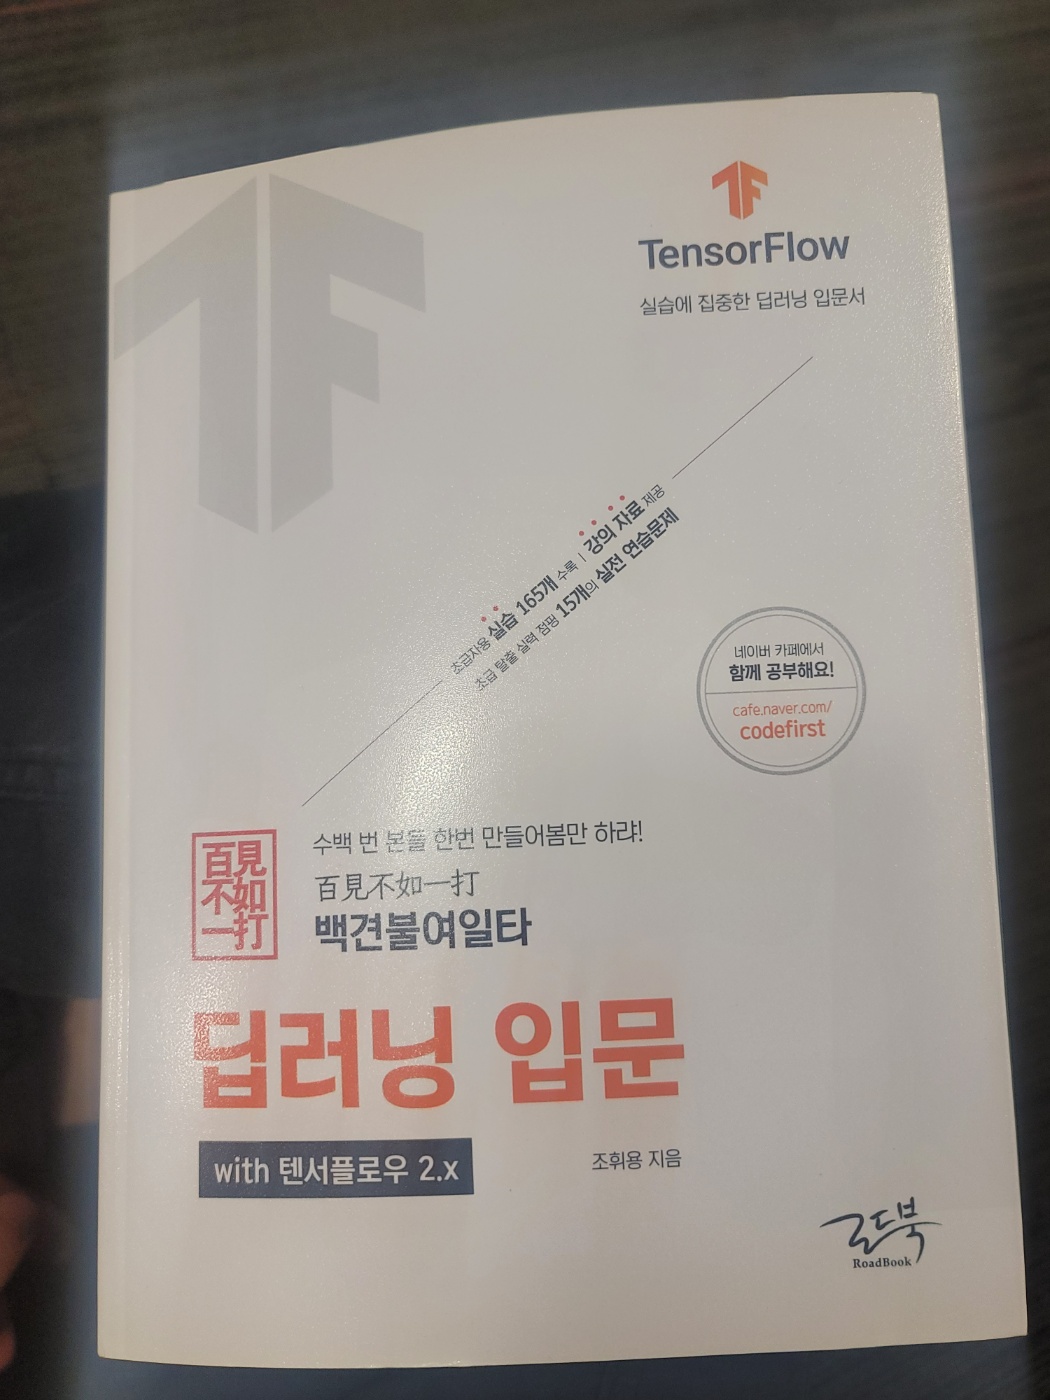 TensorFlow
실습에 집중한 딥러닝 입문서
초급자용 실습 165개 수록 | 강의 자료 제공
초급 탈출 실력 점핑 15개의 실전 연습문제
네이버 카페에서
함께 공부해요!
cafe.naver.com/
codefirst
百見
不如
一打
수백 번 본들 한번 만들어봄만 하랴!
百見不如一打
백견불여일타
딥러닝 입문
with 텐서플로우 2.x
조휘용 지음
로드북
RoadBook